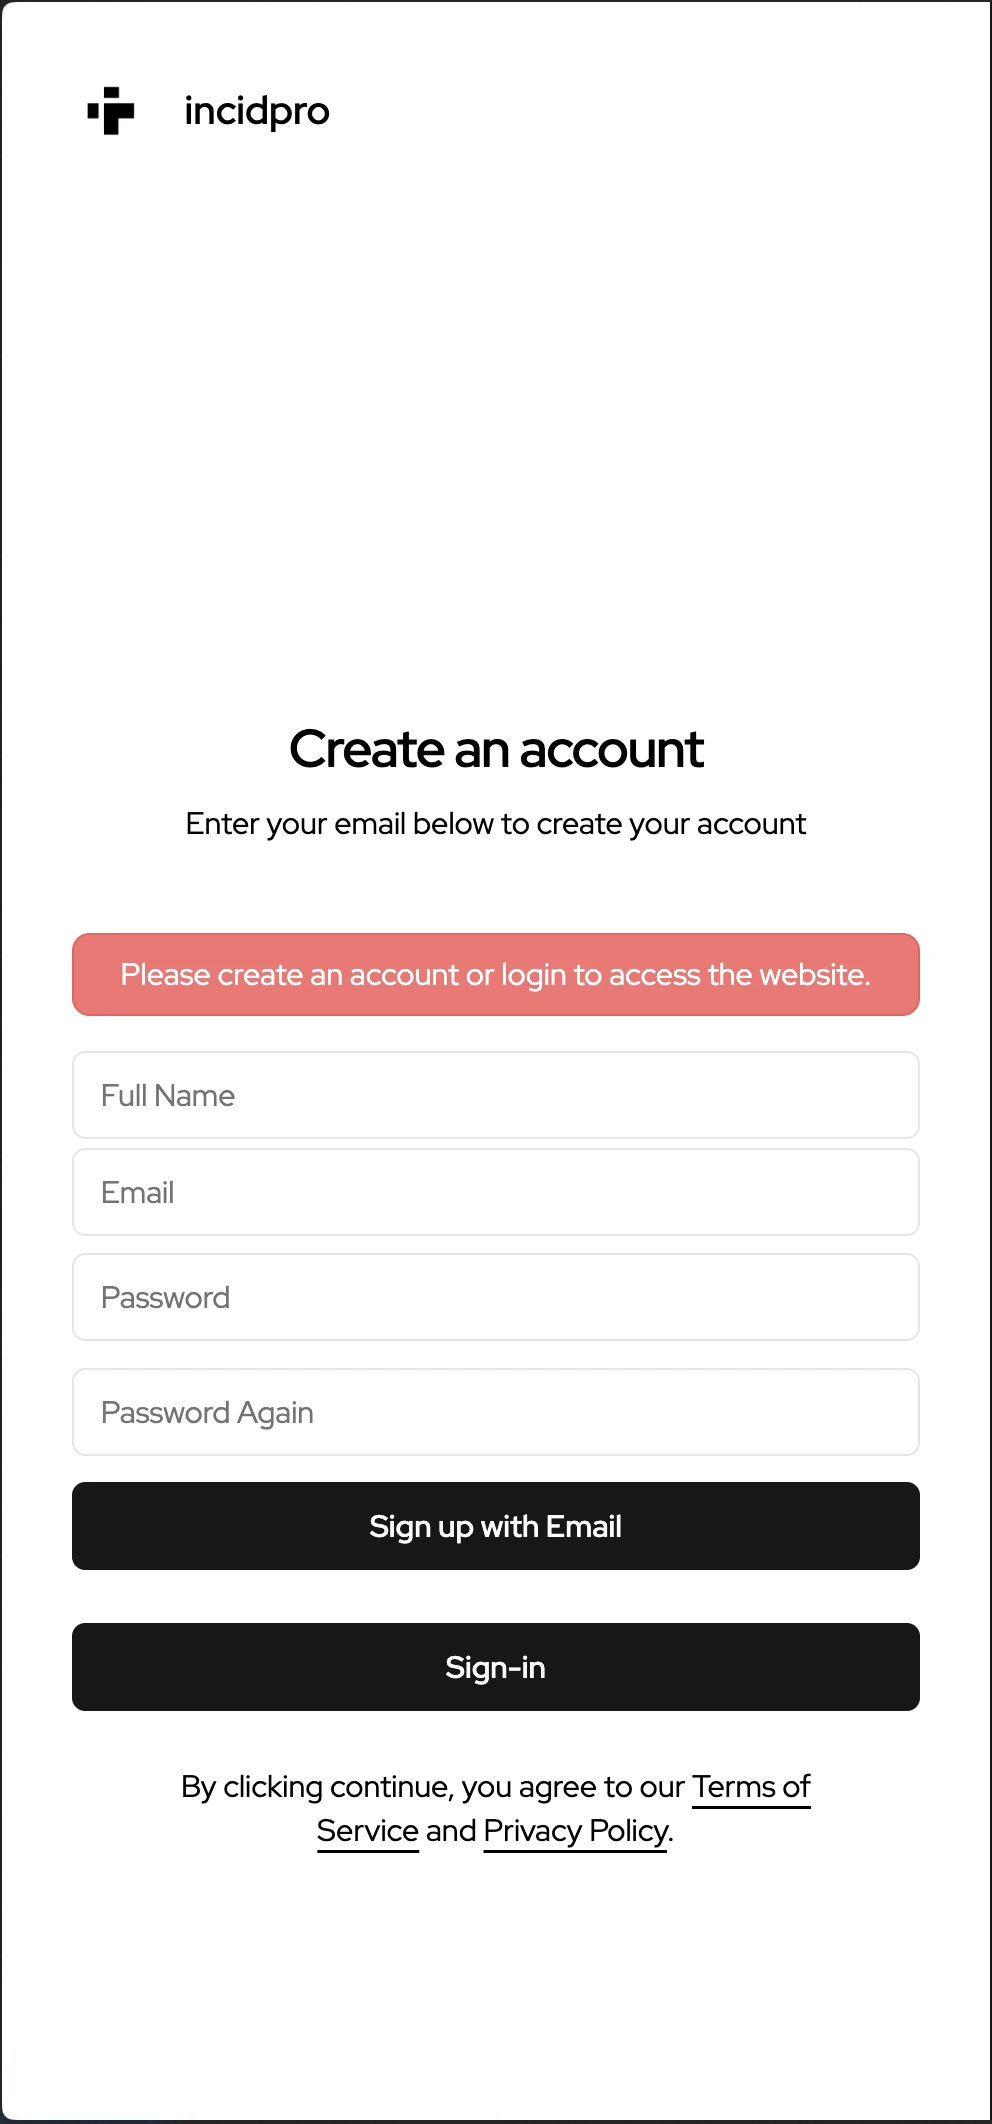 incidpro
Create an account
Enter your email below to create your account
Please create an account or login to access the website.
Full Name
Email
Password
Password Again
Sign up with Email
Sign-in
By clicking continue, you agree to our Terms of
Service and Privacy Policy.